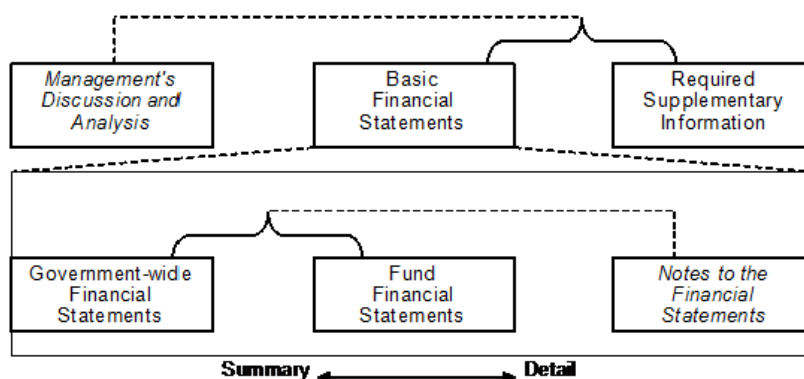 Management's
Discussion and
Analysis
Basic
Financial
Statements
Required
Supplementary
Information
Government-wide
Financial
Statements
Fund
Financial
Statements
Notes to the
Financial
Statements
Summary
Detail